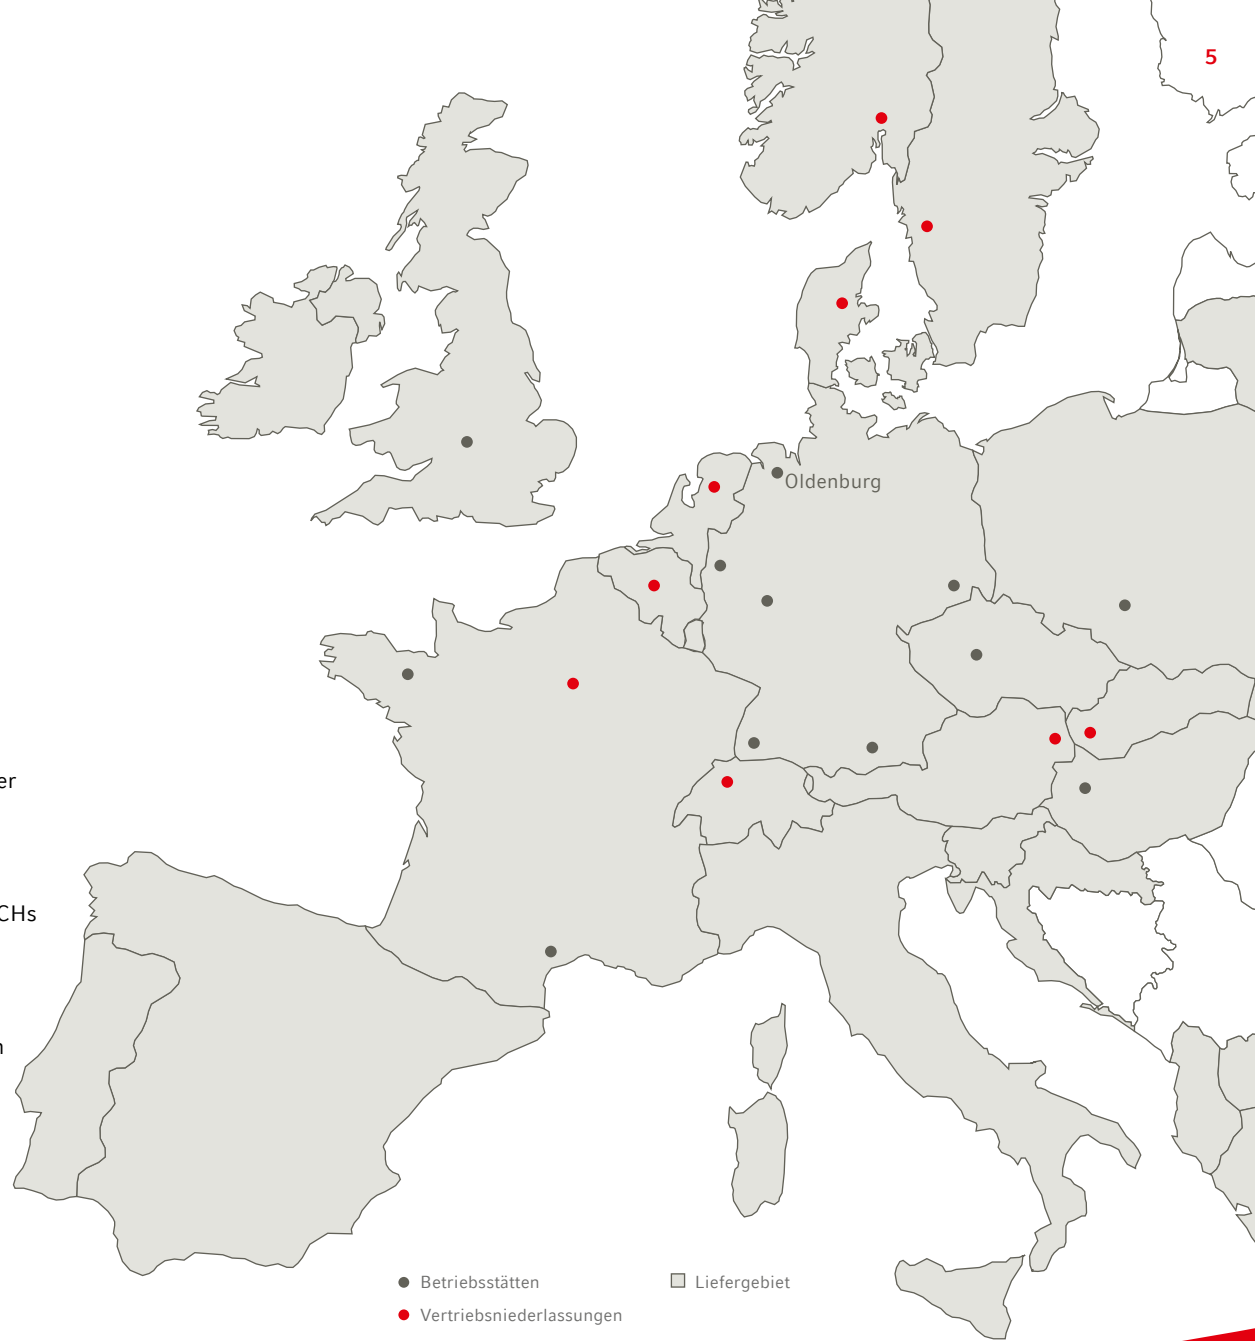 5
Oldenburg
er
CHs
n
Betriebsstätten
Liefergebiet
Vertriebsniederlassungen